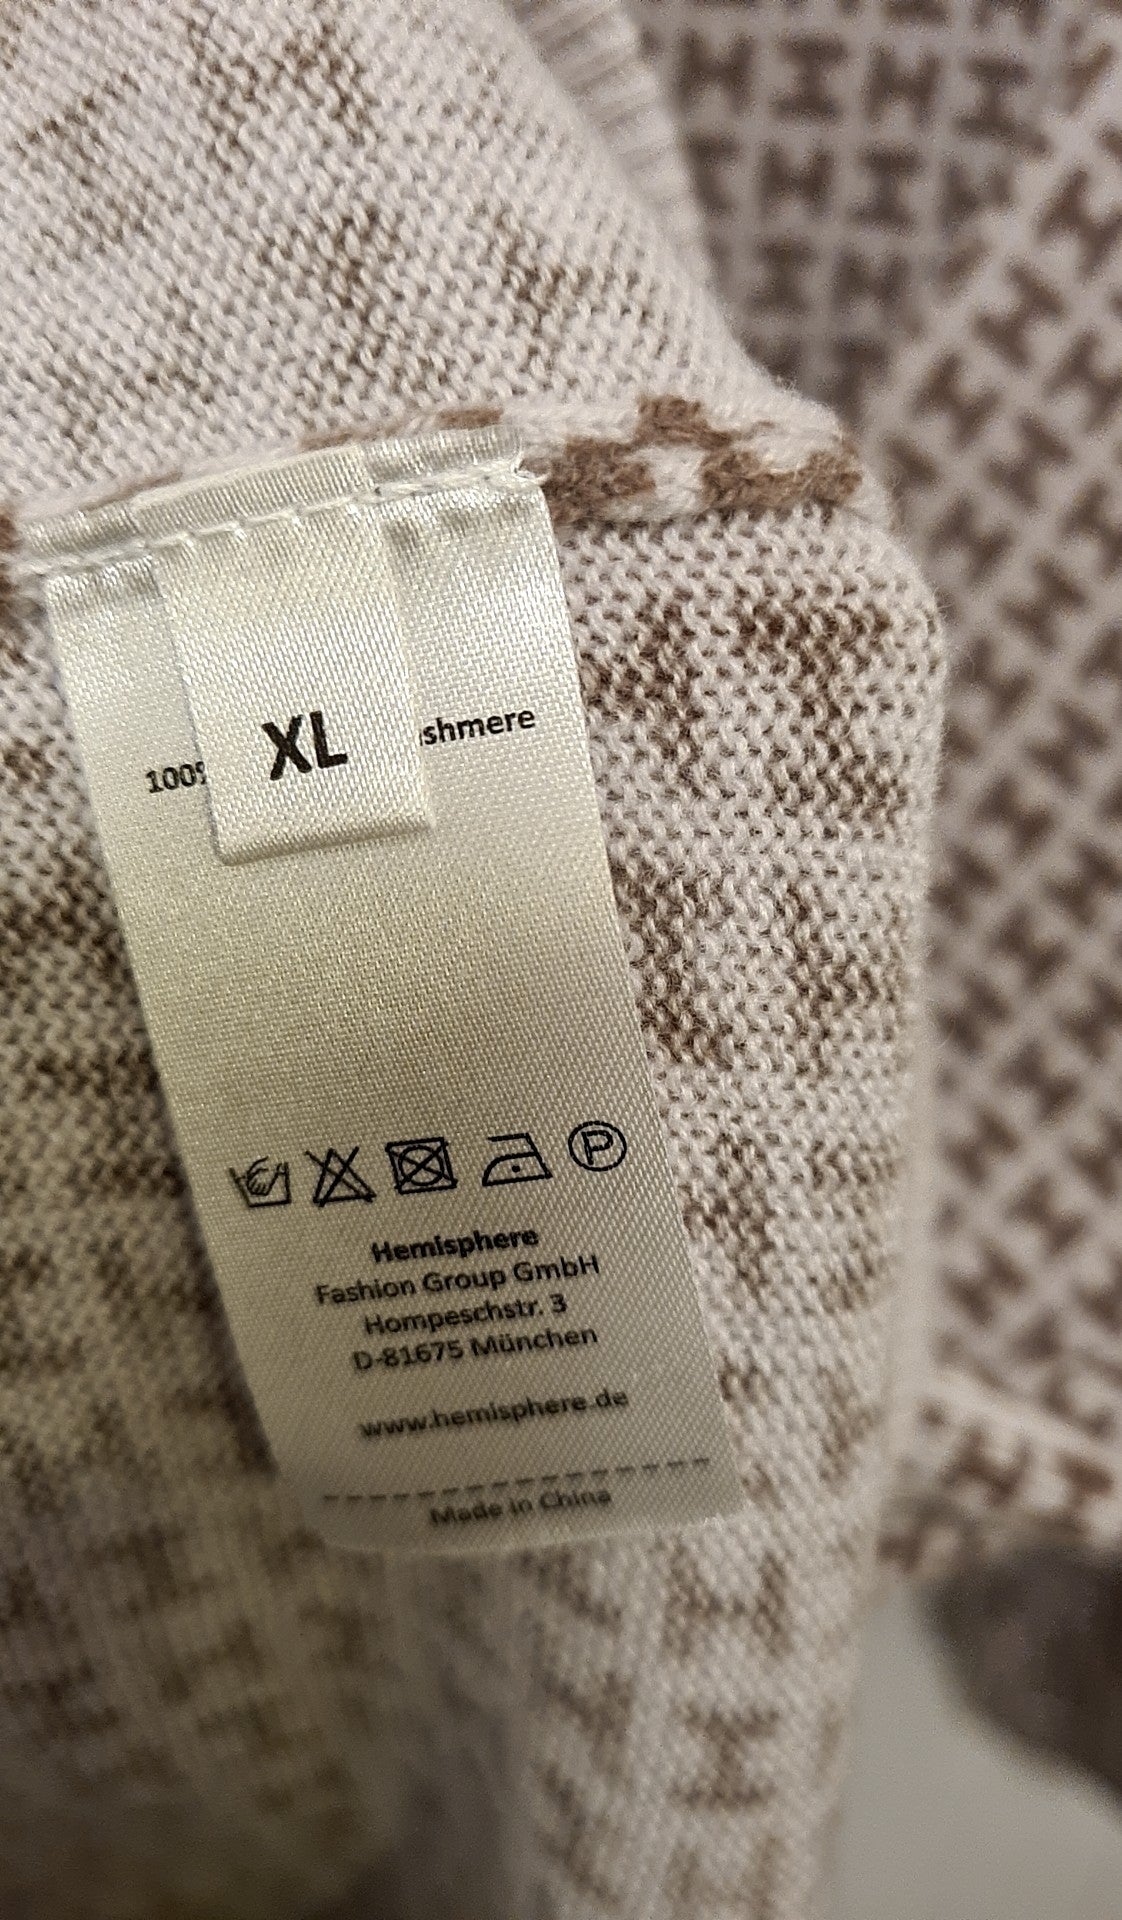 XL
100%
shmere
P
Hemisphere
Fashion Group GmbH
Hompeschstr. 3
D-81675 München
www.hemisphere.de
Made in China